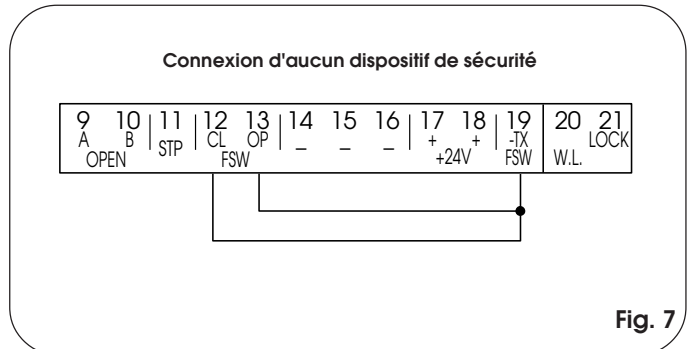 Connexion d'aucun dispositif de sécurité
9 10 11 12 13 14 15 16 17 18 19 20 21
A B STP CL OP _ _ _ + + -TX LOCK
OPEN FSW +24V FSW W.L.
Fig. 7